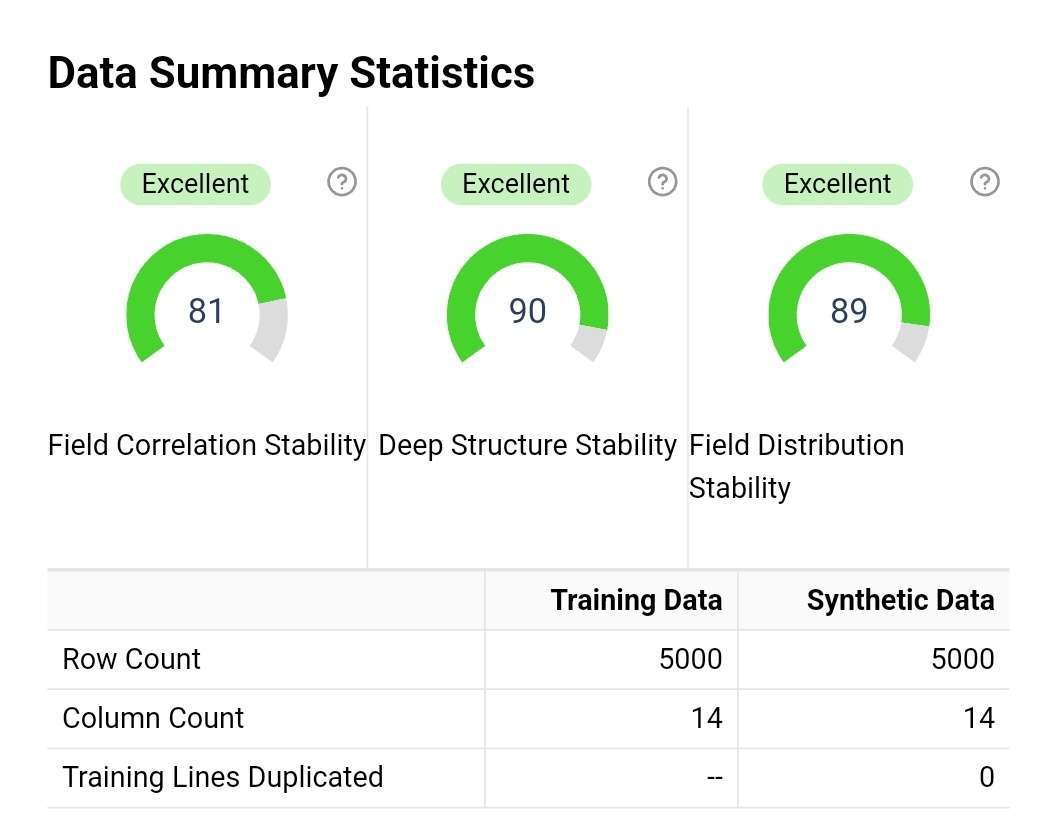 Data Summary Statistics
Excellent ?
Excellent ?
Excellent ?
81
90
89
Field Correlation Stability
Deep Structure Stability
Field Distribution
Stability
Training Data Synthetic Data
Row Count 5000 5000
Column Count 14 14
Training Lines Duplicated -- 0